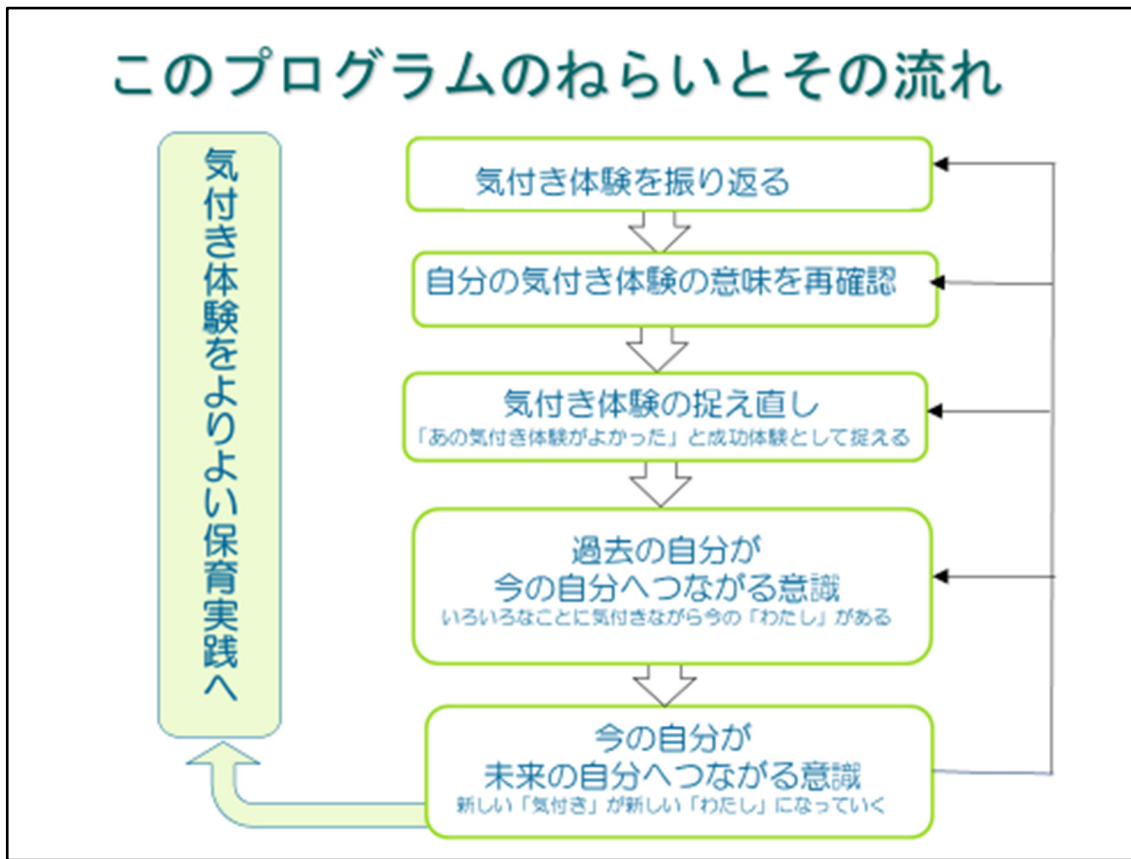 このプログラムのねらいとその流れ
気付き体験をよりよい保育実践へ
気付き体験を振り返る
自分の気付き体験の意味を再確認
気付き体験の捉え直し
「あの気付き体験がよかった」と成功体験として捉える
過去の自分が
今の自分へつながる意識
いろいろなことに気付きながら今の「わたし」がある
今の自分が
未来の自分へつながる意識
新しい「気付き」が新しい「わたし」になっていく